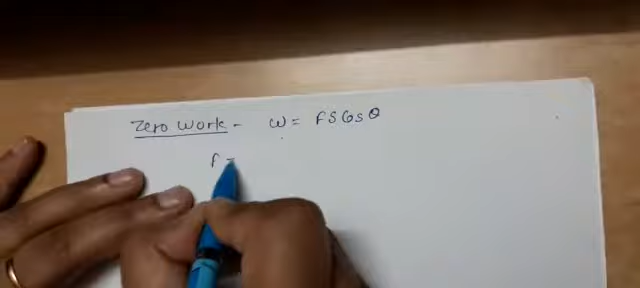 Zero Work - W = FS Cos θ
F =